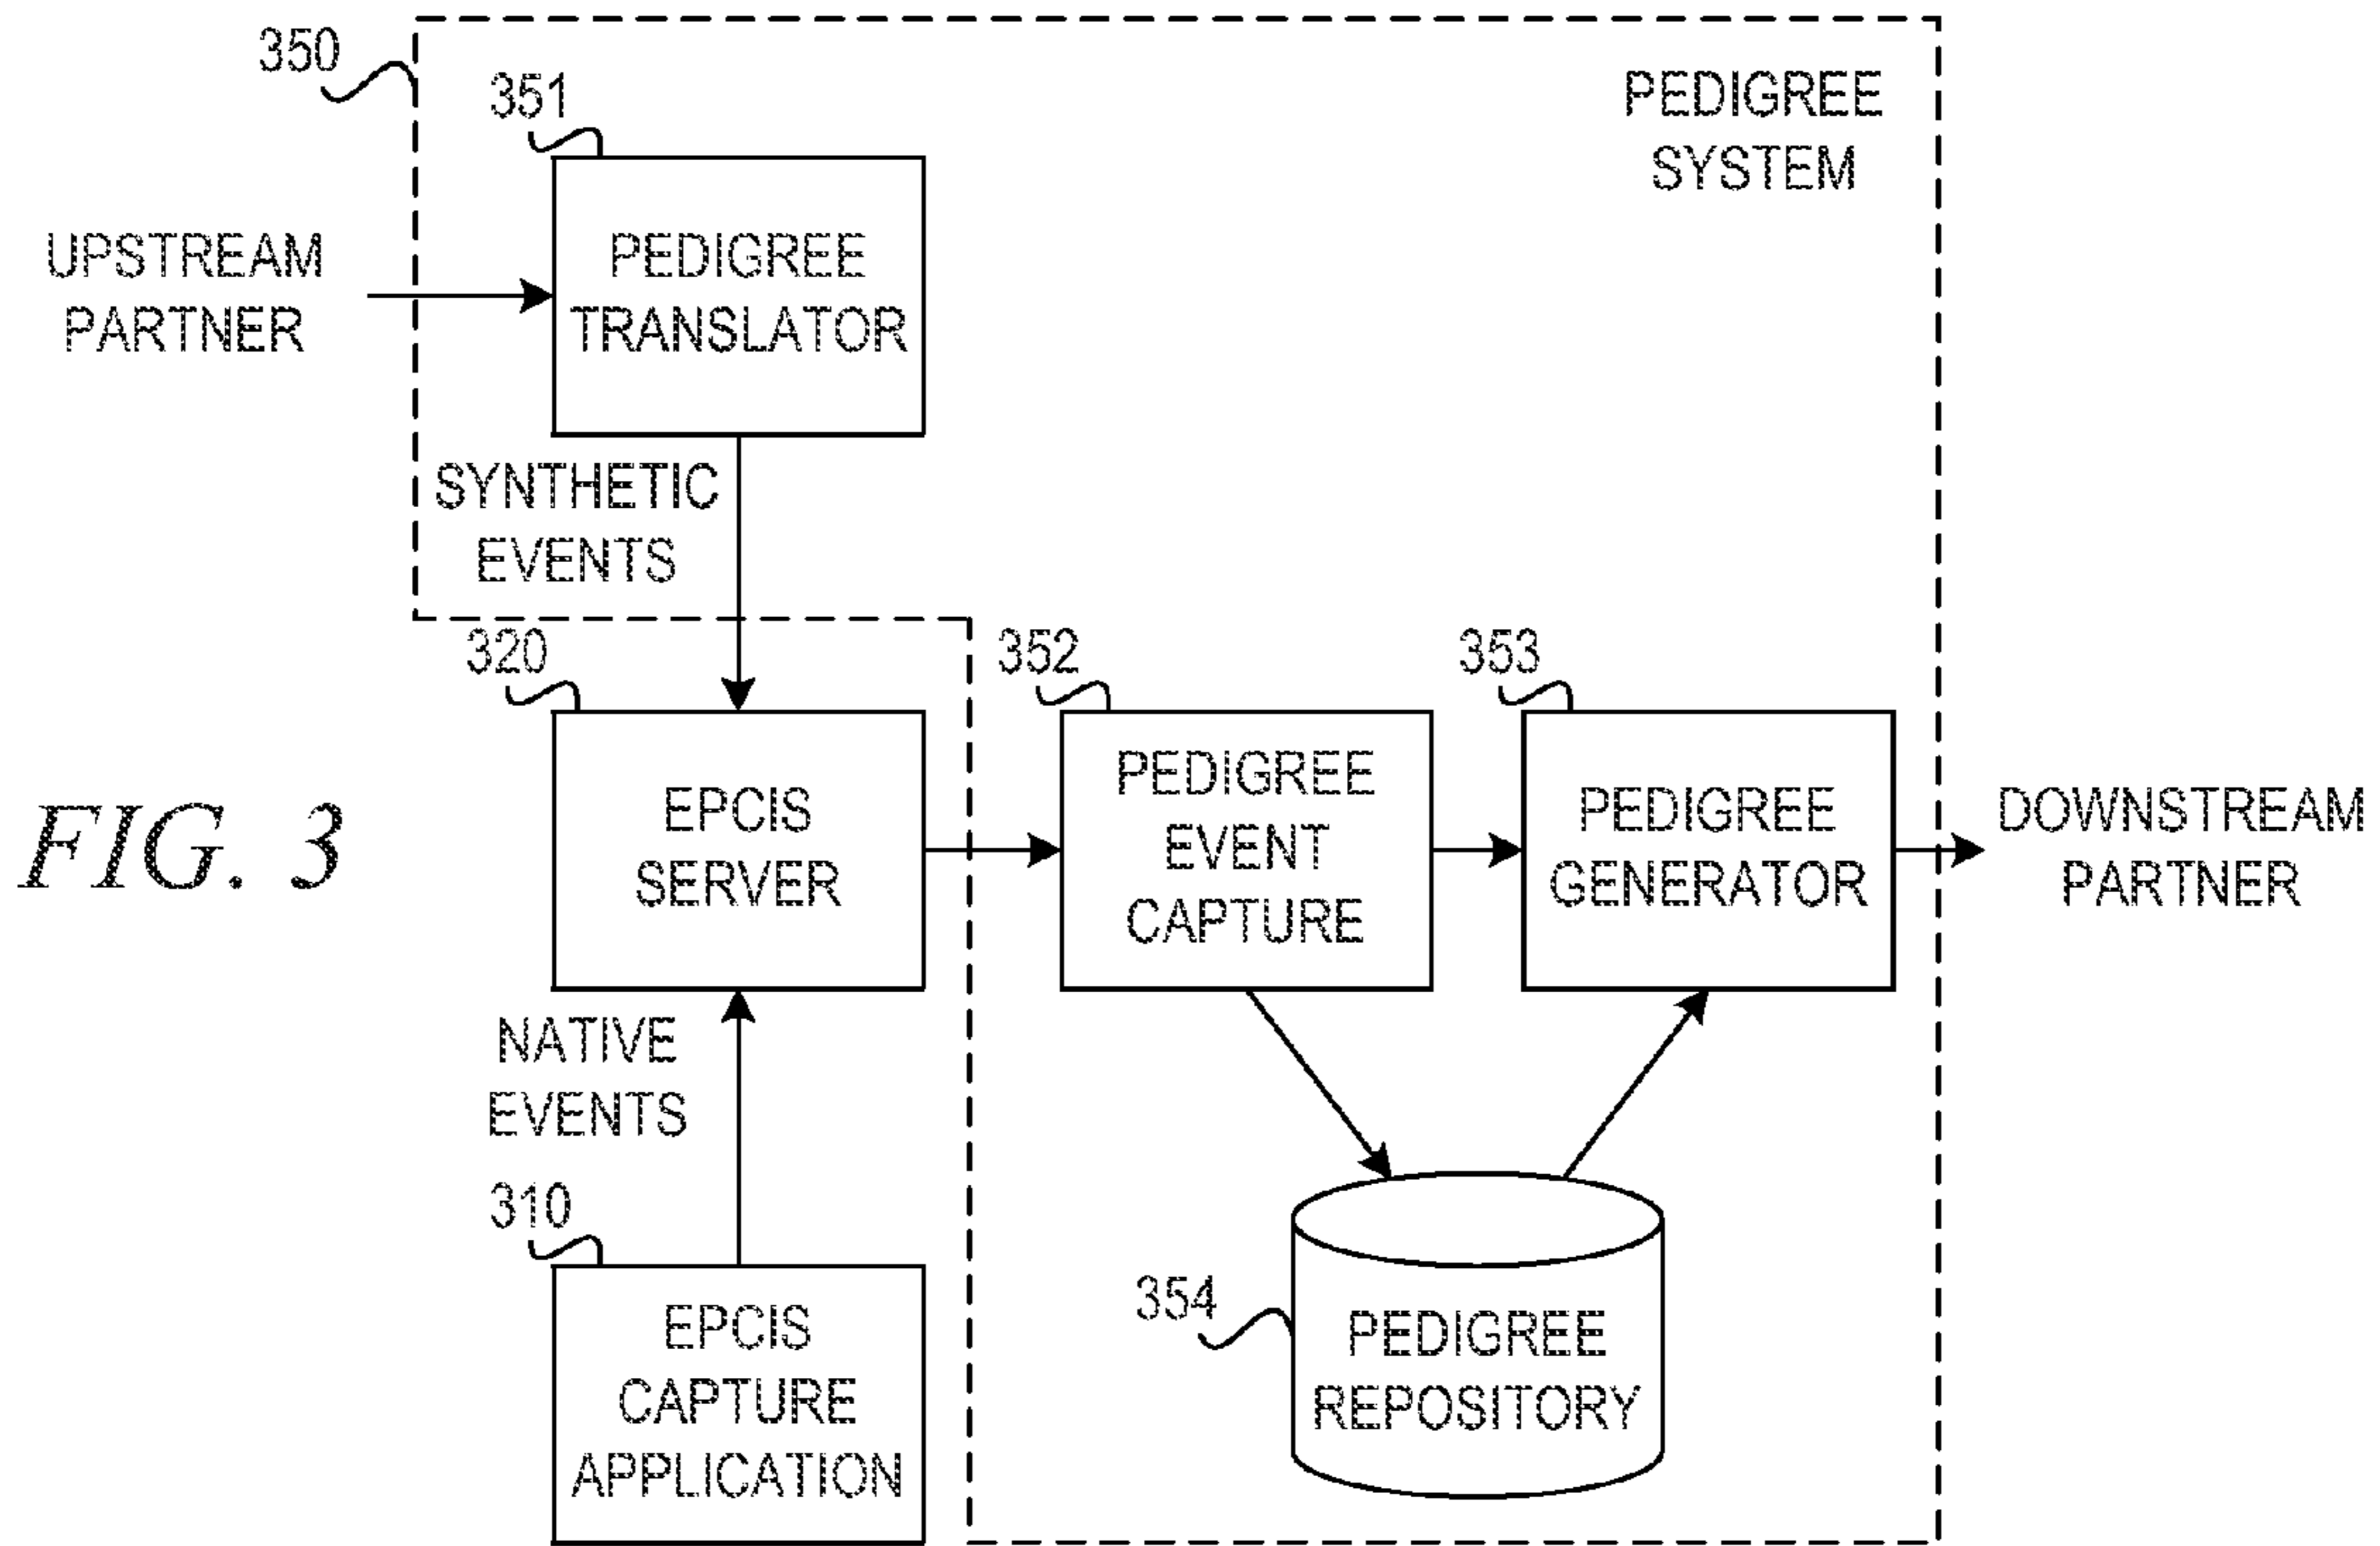 350
351
PEDIGREE
SYSTEM
UPSTREAM
PARTNER
PEDIGREE
TRANSLATOR
SYNTHETIC
EVENTS
320
352
353
FIG. 3
EPCIS
SERVER
PEDIGREE
EVENT
CAPTURE
PEDIGREE
GENERATOR
DOWNSTREAM
PARTNER
NATIVE
EVENTS
310
EPCIS
CAPTURE
APPLICATION
354
PEDIGREE
REPOSITORY